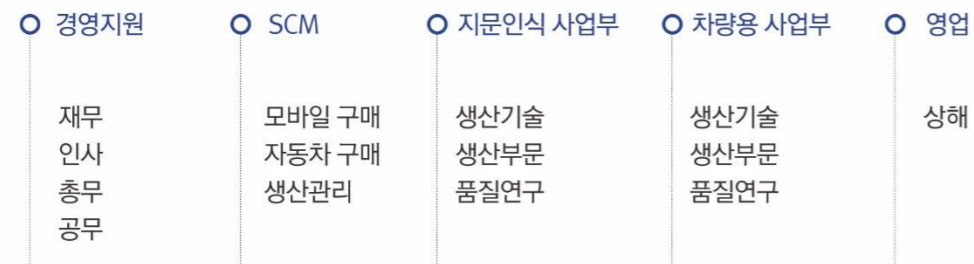 경영지원
재무
인사
총무
공무
SCM
모바일 구매
자동차 구매
생산관리
지문인식 사업부
생산기술
생산부문
품질연구
차량용 사업부
생산기술
생산부문
품질연구
영업
상해